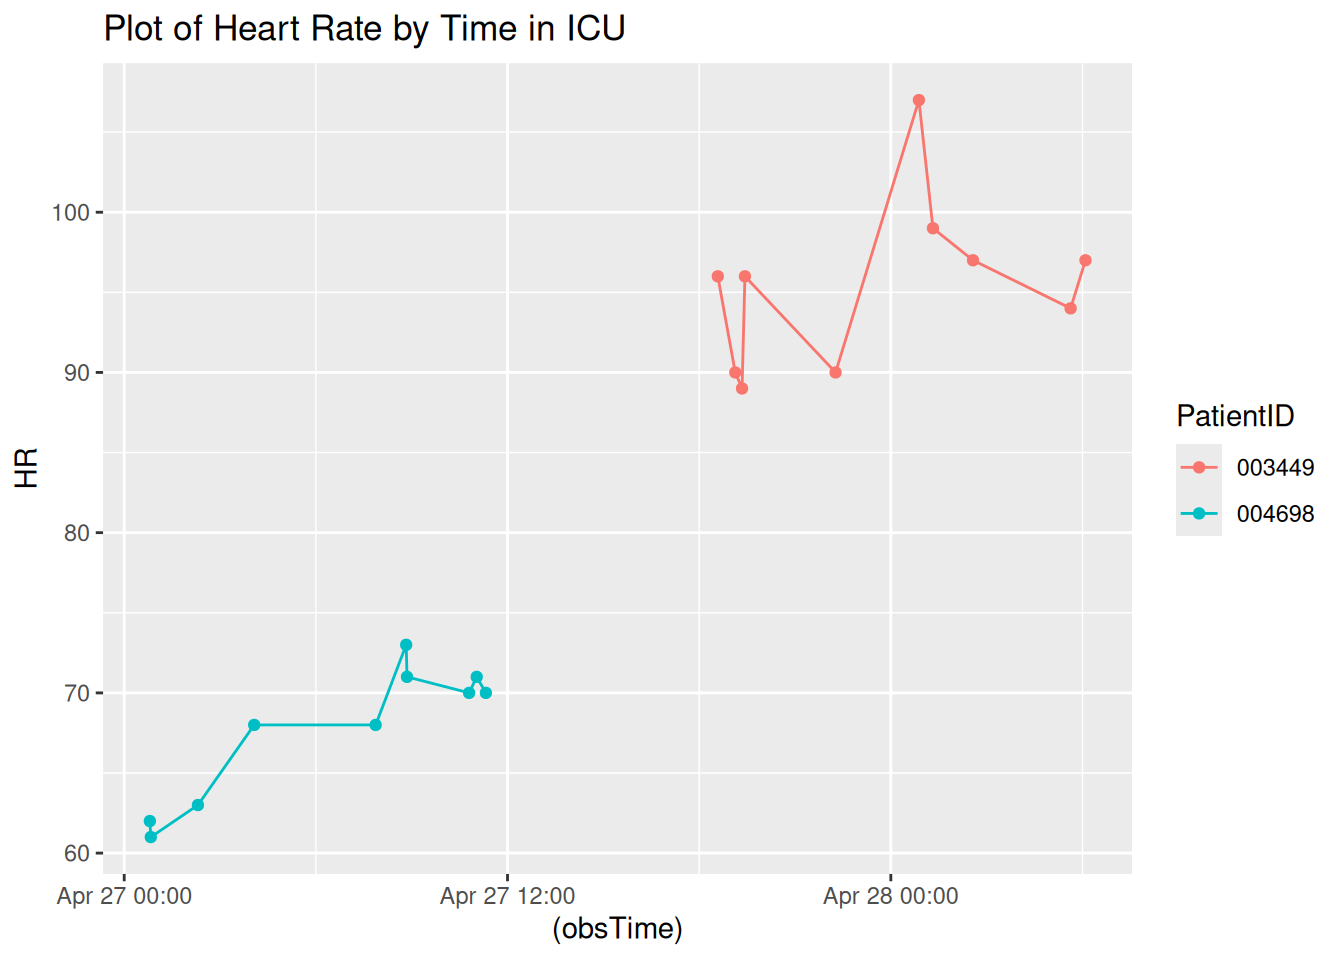 Plot of Heart Rate by Time in ICU
HR
100
90
80
70
60
Apr 27 00:00
Apr 27 12:00
Apr 28 00:00
(obsTime)
PatientID
003449
004698